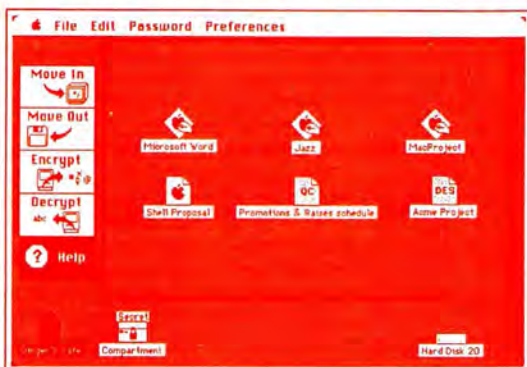 File Edit Password Preferences
Move In
Move Out
Encrypt
Decrypt
abc
Help
Microsoft Word
Jazz
MacProject
QC
DES
Shell Proposal
Promotions & Raises schedule
Acme Project
Secret
Compartment
Hard Disk 20